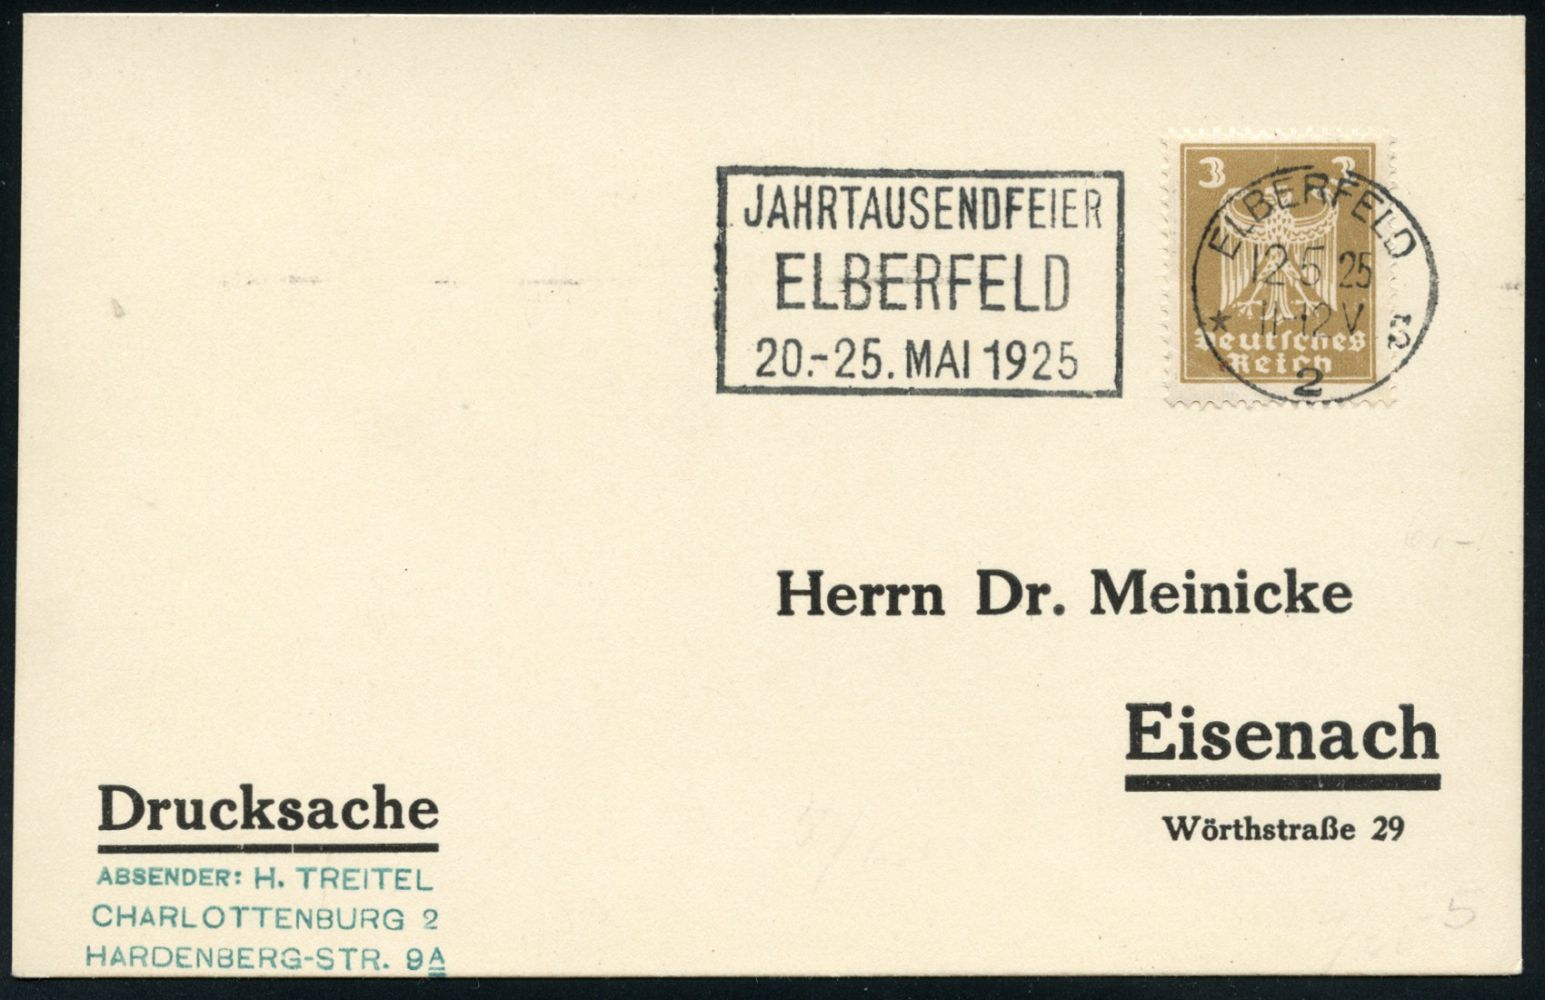 JAHRTAUSENDFEIER
ELBERFELD
20.-25. MAI 1925
3 3
Deutsches
Reich
ELBERFELD
12.5.25
* 11-12 V
2
Herrn Dr. Meinicke
Eisenach
Wörthstraße 29
Drucksache
ABSENDER: H. TREITEL
CHARLOTTENBURG 2
HARDENBERG-STR. 9A
5